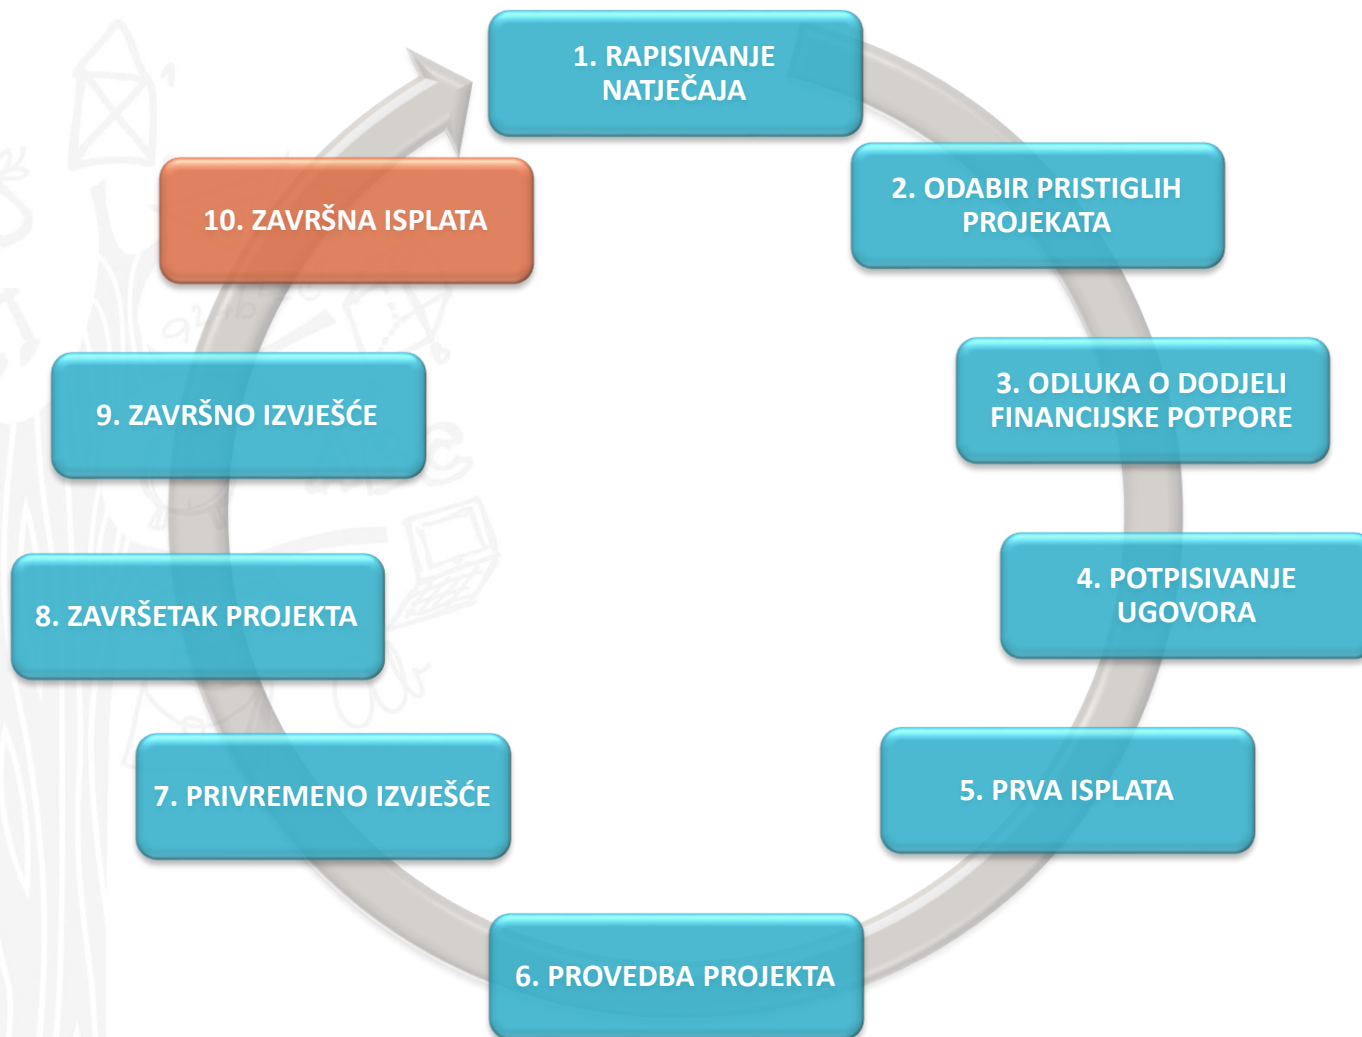 1. RAPISIVANJE
NATJEČAJA
2. ODABIR PRISTIGLIH
PROJEKATA
3. ODLUKA O DODJELI
FINANCIJSKE POTPORE
4. POTPISIVANJE
UGOVORA
5. PRVA ISPLATA
6. PROVEDBA PROJEKTA
7. PRIVREMENO IZVJEŠĆE
8. ZAVRŠETAK PROJEKTA
9. ZAVRŠNO IZVJEŠĆE
10. ZAVRŠNA ISPLATA